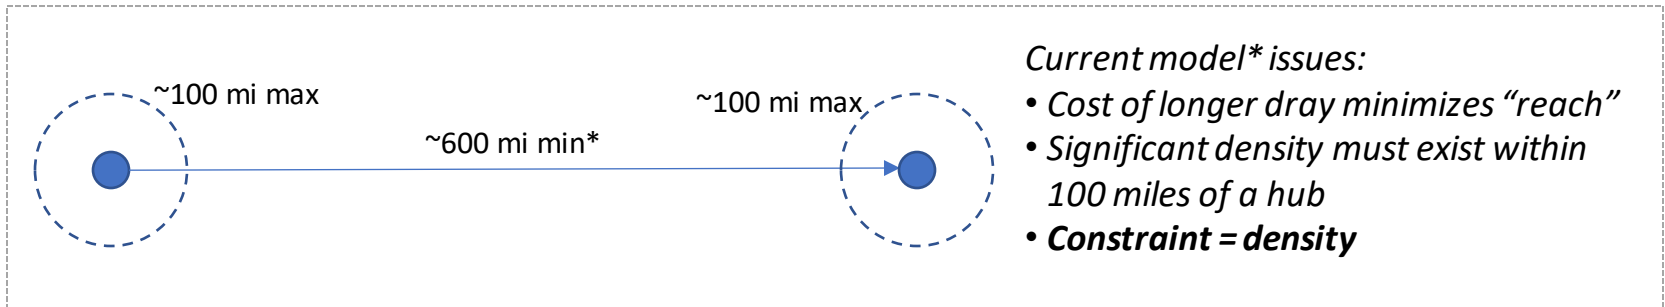 ~100 mi max
~600 mi min*
~100 mi max
Current model* issues:
• Cost of longer dray minimizes “reach”
• Significant density must exist within
100 miles of a hub
• Constraint = density